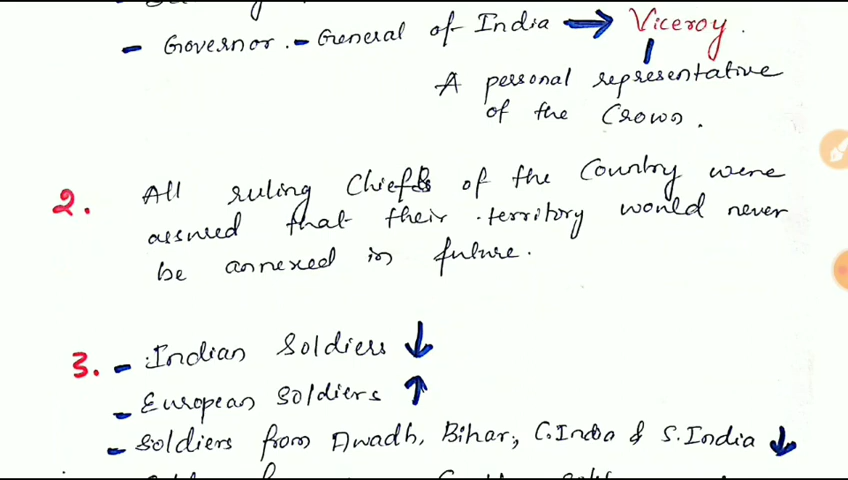 - Governor - General of India → Viceroy.
A personal representative
of the Crown.
2. All ruling Chiefs of the Country were
assured that their territory would never
be annexed in future.
3. - Indian Soldiers ↓
- European Soldiers ↑
- Soldiers from Awadh, Bihar, C.India & S.India ↓